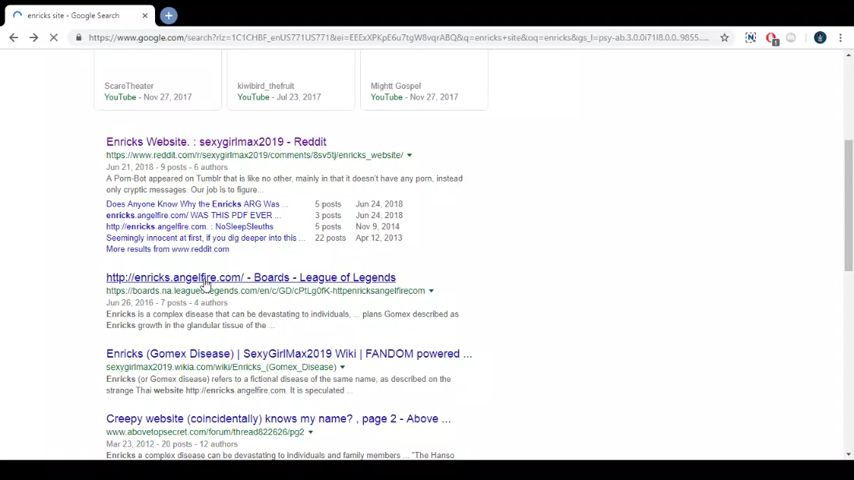 enricks site - Google Search
https://www.google.com/search?rlz=1C1CHBF_enUS771US771&ei=EEExXPKpE6u7tgW8vqrABQ&q=enricks+site&oq=enricks&gs_l=psy-ab.3.0.0i71l8.0.0..9855....
ScareTheater
YouTube - Nov 27, 2017
kiwibird_thefruit
YouTube - Jul 23, 2017
Mightt Gospel
YouTube - Nov 27, 2017
Enricks Website. : sexygirlmax2019 - Reddit
https://www.reddit.com/r/sexygirlmax2019/comments/8sv5tj/enricks_website/
Jun 21, 2018 - 9 posts - 6 authors
A Porn-Bot appeared on Tumblr that is like no other, mainly in that it doesn't have any porn, instead
only cryptic messages. Our job is to figure...
Does Anyone Know Why the Enricks ARG Was ... 5 posts Jun 24, 2018
enricks.angelfire.com/ WAS THIS PDF EVER ... 3 posts Jun 24, 2018
http://enricks.angelfire.com. : NoSleepSleuths 5 posts Nov 9, 2014
Seemingly innocent at first, if you dig deeper into this ... 22 posts Apr 12, 2013
More results from www.reddit.com
http://enricks.angelfire.com/ - Boards - League of Legends
https://boards.na.leagueoflegends.com/en/c/GD/cPtLg0fK-httpenricksangelfirecom
Jun 26, 2016 - 7 posts - 4 authors
Enricks is a complex disease that can be devastating to individuals, ... plans Gomex described as
Enricks growth in the glandular tissue of the ...
Enricks (Gomex Disease) | SexyGirlMax2019 Wiki | FANDOM powered ...
sexygirlmax2019.wikia.com/wiki/Enricks_(Gomex_Disease)
Enricks (or Gomex disease) refers to a fictional disease of the same name, as described on the
strange Thai website http://enricks.angelfire.com. It is speculated ...
Creepy website (coincidentally) knows my name? , page 2 - Above ...
www.abovetopsecret.com/forum/thread822626/pg2
Mar 23, 2012 - 20 posts - 12 authors
Enricks a complex disease can be devastating to individuals and family members ... "The Hanso